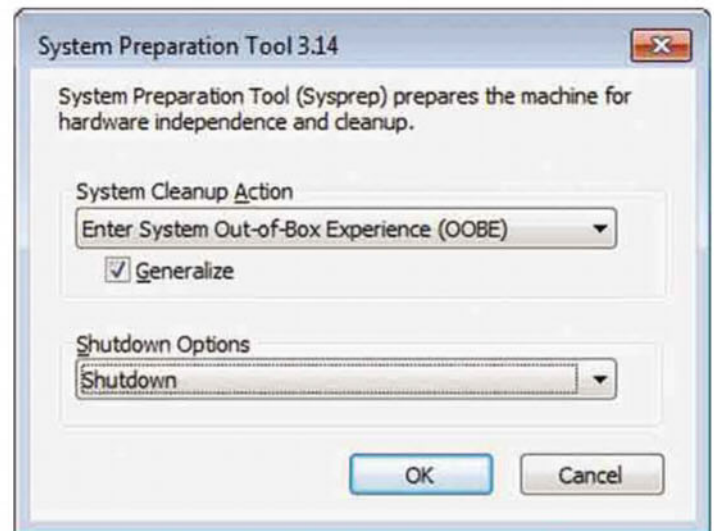 System Preparation Tool 3.14
System Preparation Tool (Sysprep) prepares the machine for
hardware independence and cleanup.
System Cleanup Action
Enter System Out-of-Box Experience (OOBE)
Generalize
Shutdown Options
Shutdown
OK
Cancel